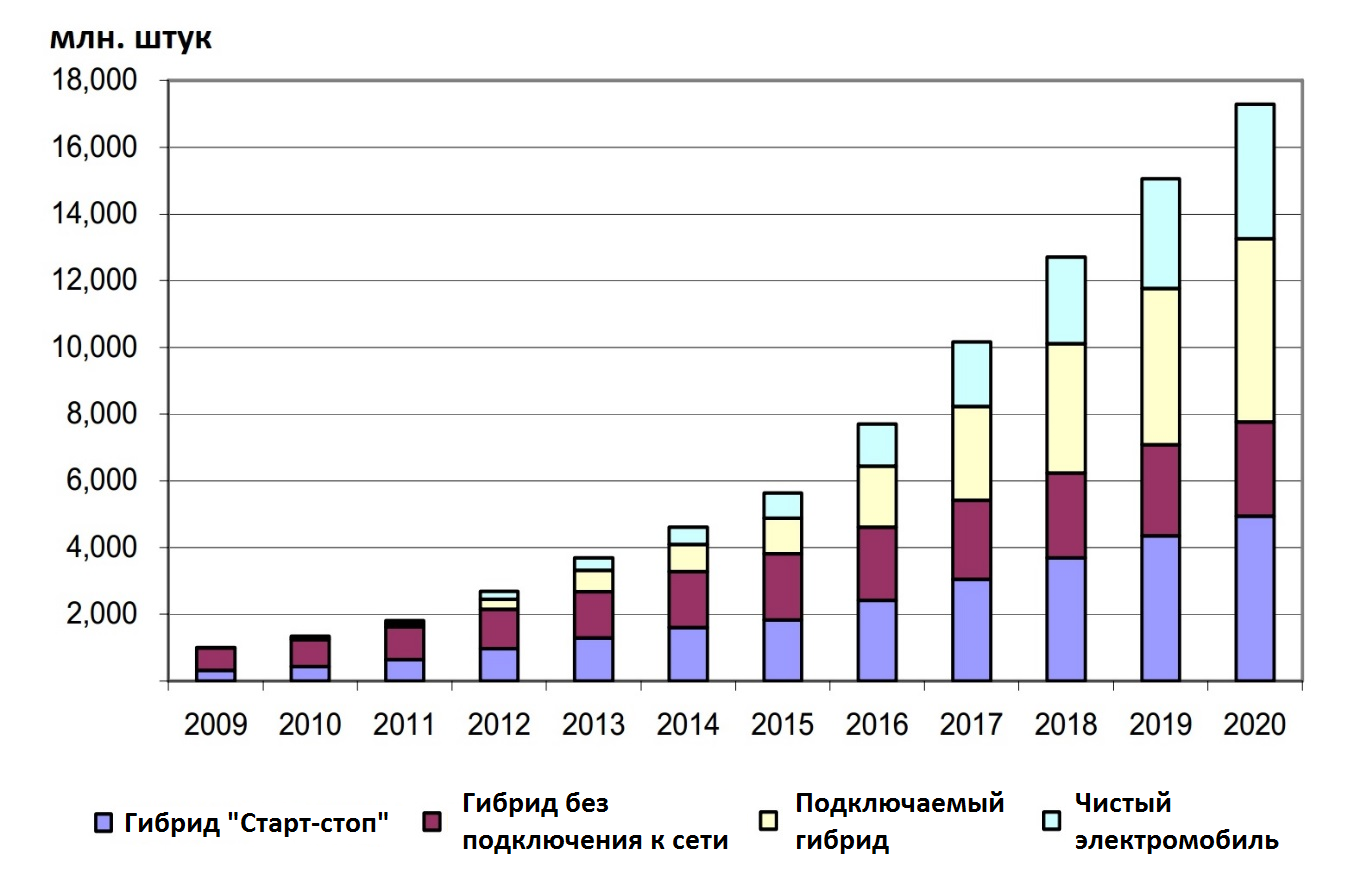 млн. штук
18,000
16,000
14,000
12,000
10,000
8,000
6,000
4,000
2,000
2009 2010 2011 2012 2013 2014 2015 2016 2017 2018 2019 2020
Гибрид "Старт-стоп"
Гибрид без
подключения к сети
Подключаемый
гибрид
Чистый
электромобиль